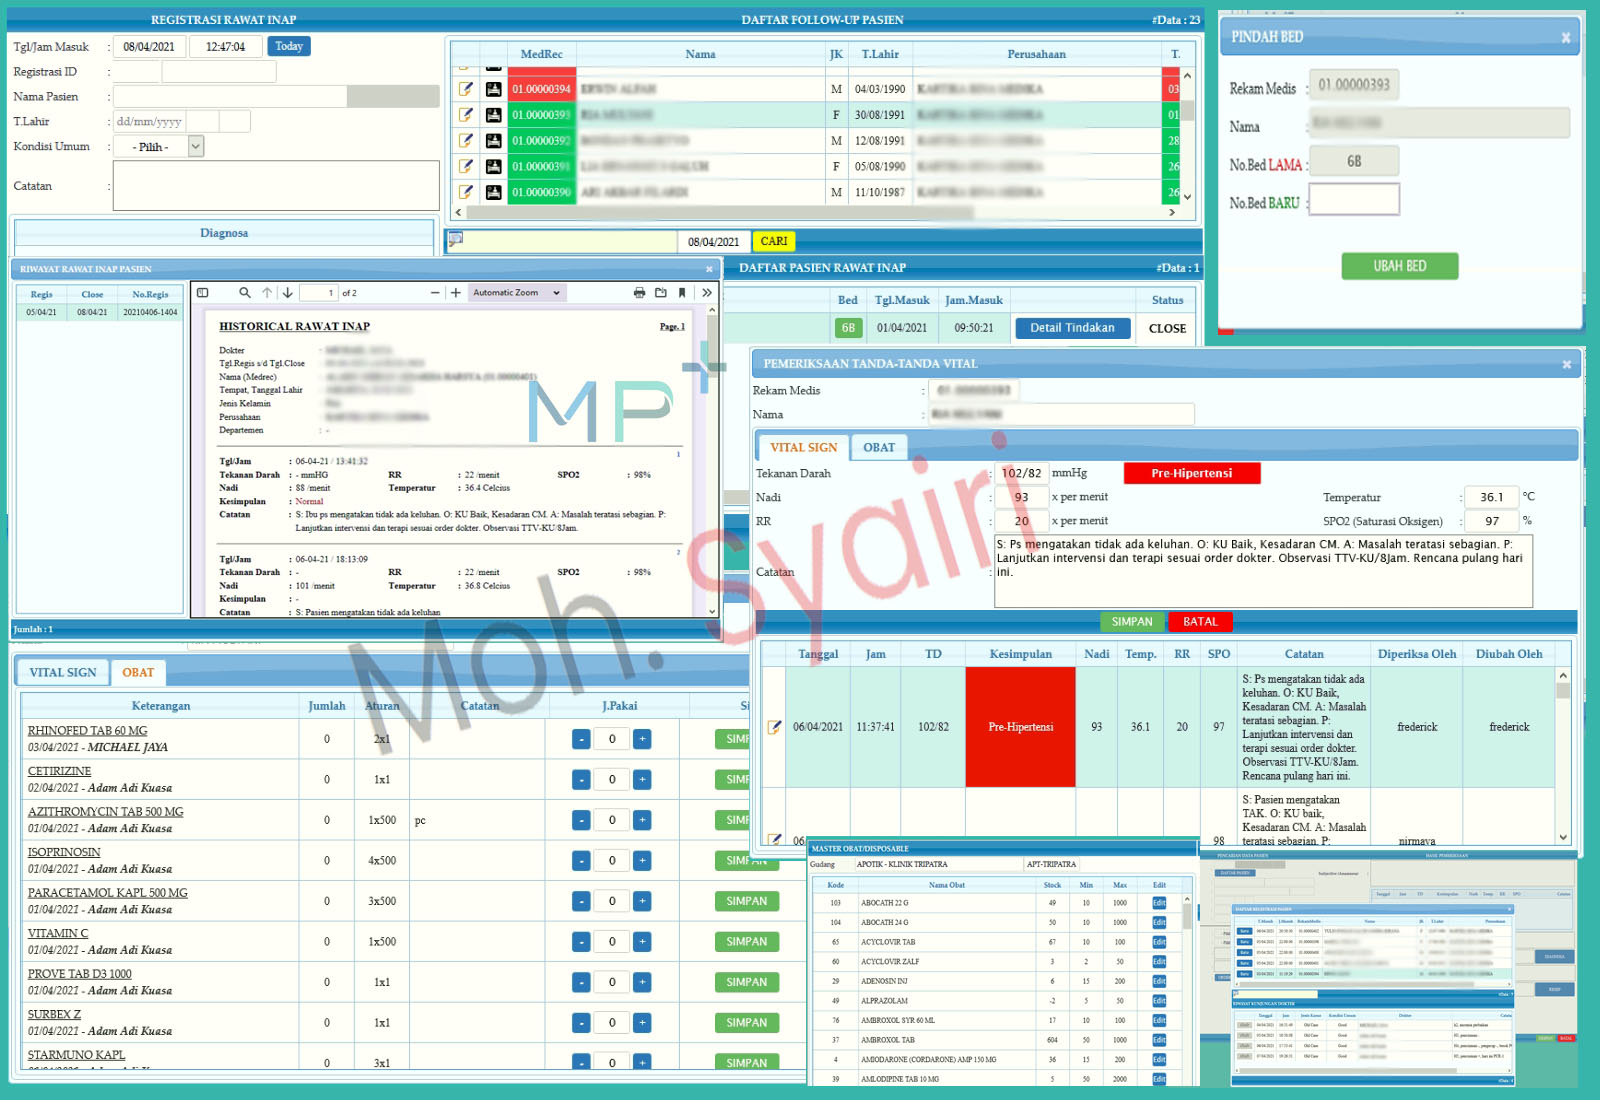 REGISTRASI RAWAT INAP
Tgl/Jam Masuk : 08/04/2021 12:47:04 Today
Registrasi ID :
Nama Pasien :
T.Lahir : dd/mm/yyyy
Kondisi Umum : - Pilih -
Catatan :
Diagnosa
DAFTAR FOLLOW-UP PASIEN #Data : 23
MedRec Nama JK T.Lahir Perusahaan T.
01.00000394 M 04/03/1990 03
01.00000393 F 30/08/1991 01
01.00000392 M 12/08/1991 28
01.00000391 F 05/08/1990 26
01.00000390 M 11/10/1987 26
08/04/2021 CARI
PINDAH BED
Rekam Medis : 01.00000393
Nama :
No.Bed LAMA : 6B
No.Bed BARU :
UBAH BED
RIWAYAT RAWAT INAP PASIEN
Regis Close No.Regis
05/04/21 08/04/21 20210406-1404
Jumlah : 1
1 of 2 Automatic Zoom
HISTORICAL RAWAT INAP Page. 1
Dokter :
Tgl.Regis s/d Tgl.Close :
Nama (Medrec) :
Tempat, Tanggal Lahir :
Jenis Kelamin :
Perusahaan :
Departemen : -
1
Tgl/Jam : 06-04-21 / 13:41:32
Tekanan Darah : - mmHG RR : 22 /menit SPO2 : 98%
Nadi : 88 /menit Temperatur : 36.4 Celcius
Kesimpulan : Normal
Catatan : S: Ibu ps mengatakan tidak ada keluhan. O: KU Baik, Kesadaran CM. A: Masalah teratasi sebagian. P:
Lanjutkan intervensi dan terapi sesuai order dokter. Observasi TTV-KU/8Jam.
2
Tgl/Jam : 06-04-21 / 18:13:09
Tekanan Darah : - RR : 22 /menit SPO2 : 98%
Nadi : 101 /menit Temperatur : 36.8 Celcius
Kesimpulan : -
Catatan : S: Pasien mengatakan tidak ada keluhan
MP+
Moh. Syairi
DAFTAR PASIEN RAWAT INAP #Data : 1
Bed Tgl.Masuk Jam.Masuk Status
6B 01/04/2021 09:50:21 Detail Tindakan CLOSE
PEMERIKSAAN TANDA-TANDA VITAL
Rekam Medis :
Nama :
VITAL SIGN OBAT
Tekanan Darah : 102/82 mmHg Pre-Hipertensi
Nadi : 93 x per menit Temperatur : 36.1 °C
RR : 20 x per menit SPO2 (Saturasi Oksigen) : 97 %
Catatan : S: Ps mengatakan tidak ada keluhan. O: KU Baik, Kesadaran CM. A: Masalah teratasi sebagian. P:
Lanjutkan intervensi dan terapi sesuai order dokter. Observasi TTV-KU/8Jam. Rencana pulang hari
ini.
SIMPAN BATAL
Tanggal Jam TD Kesimpulan Nadi Temp. RR SPO Catatan Diperiksa Oleh Diubah Oleh
06/04/2021 11:37:41 102/82 Pre-Hipertensi 93 36.1 20 97 S: Ps mengatakan tidak ada
keluhan. O: KU Baik,
Kesadaran CM. A: Masalah
teratasi sebagian. P:
Lanjutkan intervensi dan
terapi sesuai order dokter.
Observasi TTV-KU/8Jam.
Rencana pulang hari ini.
frederick frederick
06 98 S: Pasien mengatakan
TAK. O: KU baik,
Kesadaran CM. A: Masalah
teratasi sebagian. P:
nirmaya
VITAL SIGN OBAT
Keterangan Jumlah Aturan Catatan J.Pakai Si
RHINOFED TAB 60 MG
03/04/2021 - MICHAEL JAYA 0 2x1 - 0 + SIMP
CETIRIZINE
02/04/2021 - Adam Adi Kuasa 0 1x1 - 0 + SIMP
AZITHROMYCIN TAB 500 MG
01/04/2021 - Adam Adi Kuasa 0 1x500 pc - 0 + SIMP
ISOPRINOSIN
01/04/2021 - Adam Adi Kuasa 0 4x500 - 0 + SIMP
PARACETAMOL KAPL 500 MG
01/04/2021 - Adam Adi Kuasa 0 3x500 - 0 + SIMPAN
VITAMIN C
01/04/2021 - Adam Adi Kuasa 0 1x500 - 0 + SIMPAN
PROVE TAB D3 1000
01/04/2021 - Adam Adi Kuasa 0 1x1 - 0 + SIMPAN
SURBEX Z
01/04/2021 - Adam Adi Kuasa 0 1x1 - 0 + SIMPAN
STARMUNO KAPL
0 3x1 - 0 + SIMPAN
MASTER OBAT/DISPOSABLE
Gudang APOTIK - KLINIK TRIPATRA APT-TRIPATRA
Kode Nama Obat Stock Min Max Edit
103 ABOCATH 22 G 49 10 1000 Edit
104 ABOCATH 24 G 50 10 1000 Edit
65 ACYCLOVIR TAB 67 10 100 Edit
60 ACYCLOVIR ZALF 3 2 50 Edit
29 ADENOSIN INJ 6 15 200 Edit
49 ALPRAZOLAM -2 5 50 Edit
76 AMBROXOL SYR 60 ML 17 10 100 Edit
37 AMBROXOL TAB 604 50 1000 Edit
4 AMIODARONE (CORDARONE) AMP 150 MG 36 15 200 Edit
39 AMLODIPINE TAB 10 MG 5 50 2000 Edit
PENCARIAN DATA PASIEN
DAFTAR PASIEN
DAFTAR REGISTRASI PASIEN
RIWAYAT KUNJUNGAN DOKTER
DIAGNOSA
RESEP